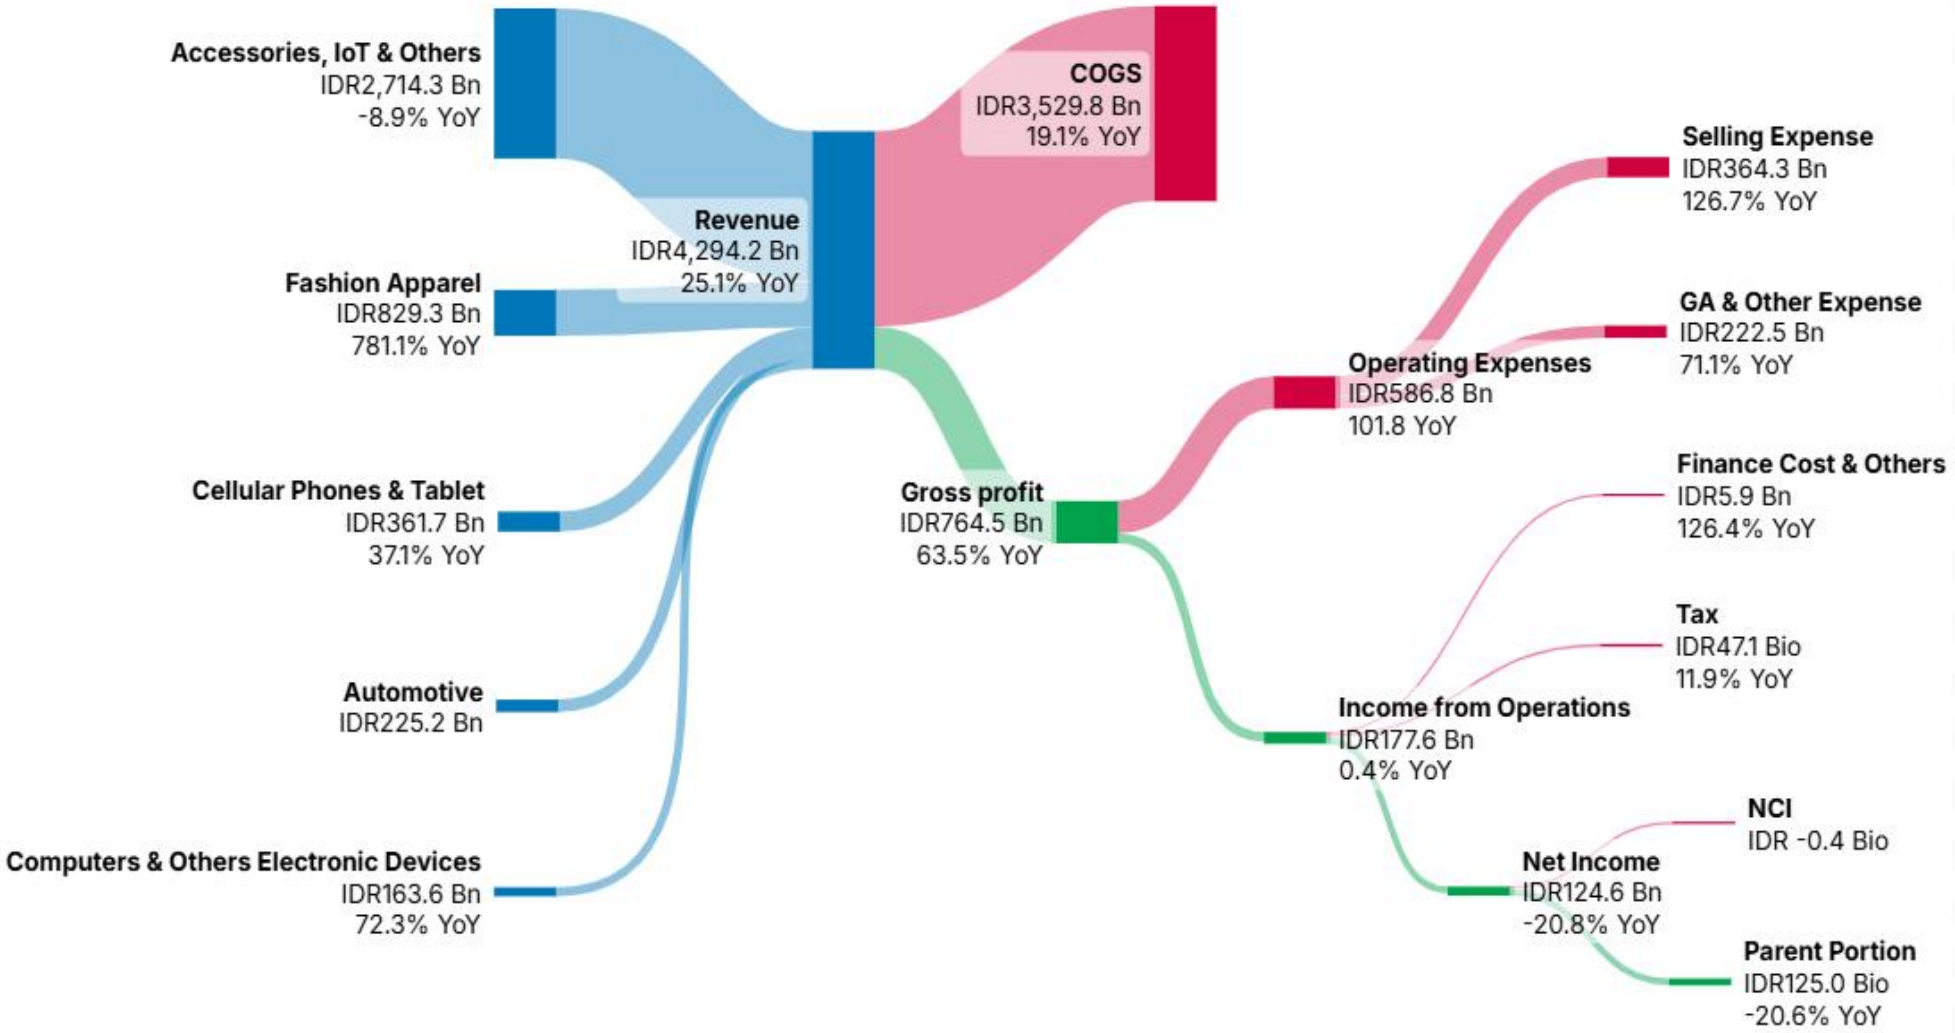 Accessories, IoT & Others
IDR2,714.3 Bn
-8.9% YoY
Fashion Apparel
IDR829.3 Bn
781.1% YoY
Cellular Phones & Tablet
IDR361.7 Bn
37.1% YoY
Automotive
IDR225.2 Bn
Computers & Others Electronic Devices
IDR163.6 Bn
72.3% YoY
Revenue
IDR4,294.2 Bn
25.1% YoY
COGS
IDR3,529.8 Bn
19.1% YoY
Gross profit
IDR764.5 Bn
63.5% YoY
Operating Expenses
IDR586.8 Bn
101.8 YoY
Selling Expense
IDR364.3 Bn
126.7% YoY
GA & Other Expense
IDR222.5 Bn
71.1% YoY
Income from Operations
IDR177.6 Bn
0.4% YoY
Finance Cost & Others
IDR5.9 Bn
126.4% YoY
Tax
IDR47.1 Bio
11.9% YoY
Net Income
IDR124.6 Bn
-20.8% YoY
NCI
IDR -0.4 Bio
Parent Portion
IDR125.0 Bio
-20.6% YoY